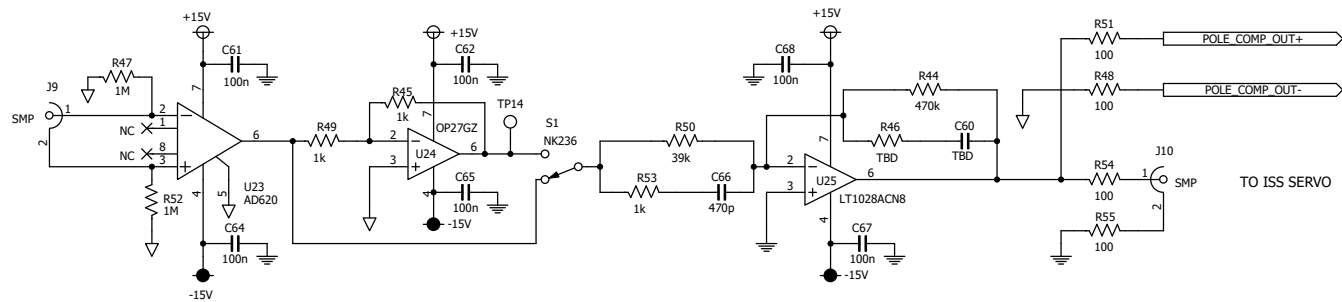 +15V
C61
100n
R47
1M
J9
SMP
1
2
NC
NC
2
1
8
3
7
6
4
5
R52
1M
U23
AD620
C64
100n
-15V
R49
1k
R45
1k
+15V
C62
100n
7
OP27GZ
2
3
6
4
U24
C65
100n
-15V
TP14
S1
NK236
R50
39k
R53
1k
C66
470p
+15V
C68
100n
7
2
3
6
4
U25
LT1028ACN8
C67
100n
-15V
R44
470k
R46
TBD
C60
TBD
R51
100
POLE_COMP_OUT+
R48
100
POLE_COMP_OUT-
R54
100
J10
1
SMP
2
R55
100
TO ISS SERVO